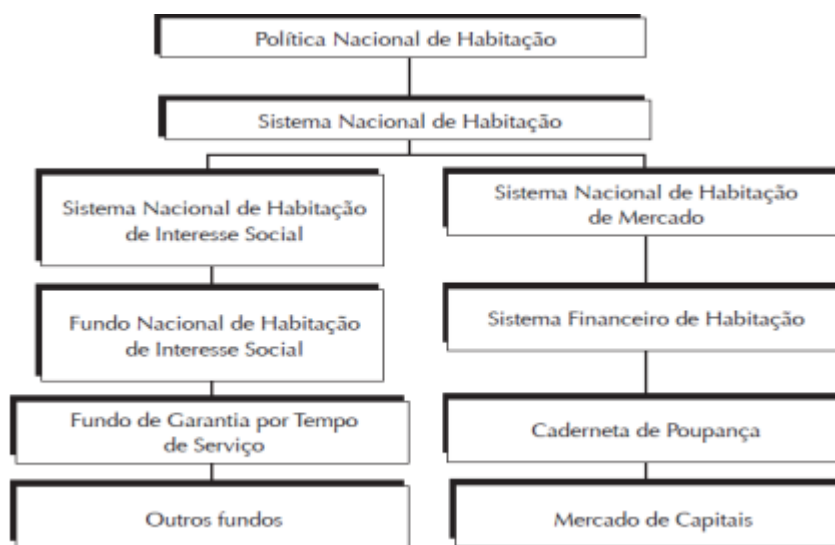 Política Nacional de Habitação
Sistema Nacional de Habitação
Sistema Nacional de Habitação
de Interesse Social
Fundo Nacional de Habitação
de Interesse Social
Fundo de Garantia por Tempo
de Serviço
Outros fundos
Sistema Nacional de Habitação
de Mercado
Sistema Financeiro de Habitação
Caderneta de Poupança
Mercado de Capitais